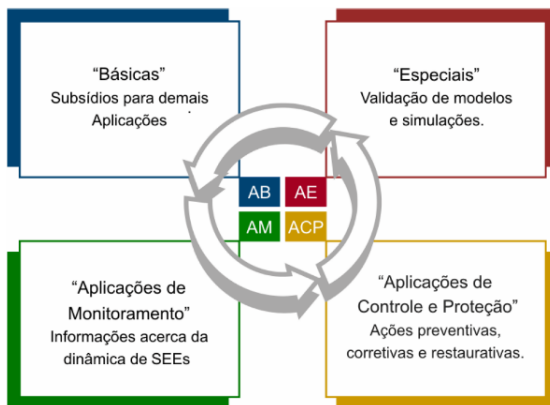 “Básicas”
Subsídios para demais
Aplicações
“Especiais”
Validação de modelos
e simulações.
AB
AE
AM
ACP
“Aplicações de
Monitoramento”
Informações acerca da
dinâmica de SEEs
“Aplicações de
Controle e Proteção”
Ações preventivas,
corretivas e restaurativas.